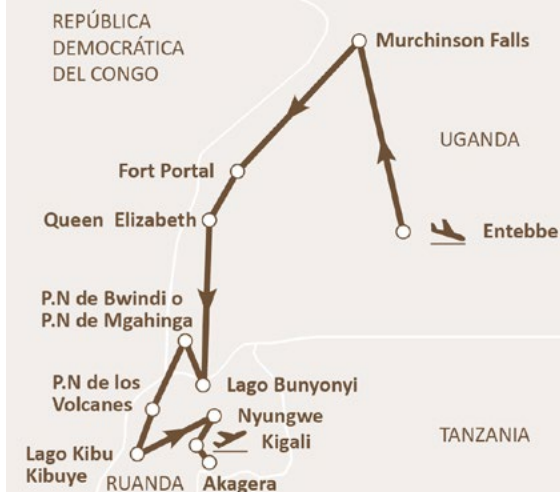 REPÚBLICA
DEMOCRÁTICA
DEL CONGO
Murchinson Falls
UGANDA
Fort Portal
Queen Elizabeth
Entebbe
P.N de Bwindi o
P.N de Mgahinga
Lago Bunyonyi
P.N de los
Volcanes
Nyungwe
Kigali
TANZANIA
Lago Kibu
Kibuye
RUANDA
Akagera